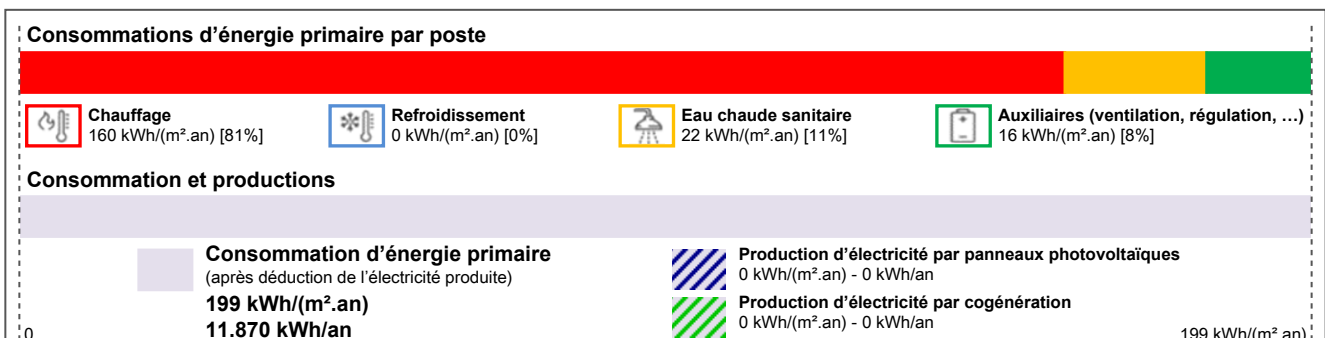 Consommations d'énergie primaire par poste
Chauffage
160 kWh/(m².an) [81%]
Refroidissement
0 kWh/(m².an) [0%]
Eau chaude sanitaire
22 kWh/(m².an) [11%]
Auxiliaires (ventilation, régulation, …)
16 kWh/(m².an) [8%]
Consommation et productions
Consommation d'énergie primaire
(après déduction de l'électricité produite)
199 kWh/(m².an)
11.870 kWh/an
Production d'électricité par panneaux photovoltaïques
0 kWh/(m².an) - 0 kWh/an
Production d'électricité par cogénération
0 kWh/(m².an) - 0 kWh/an
0
199 kWh/(m².an)